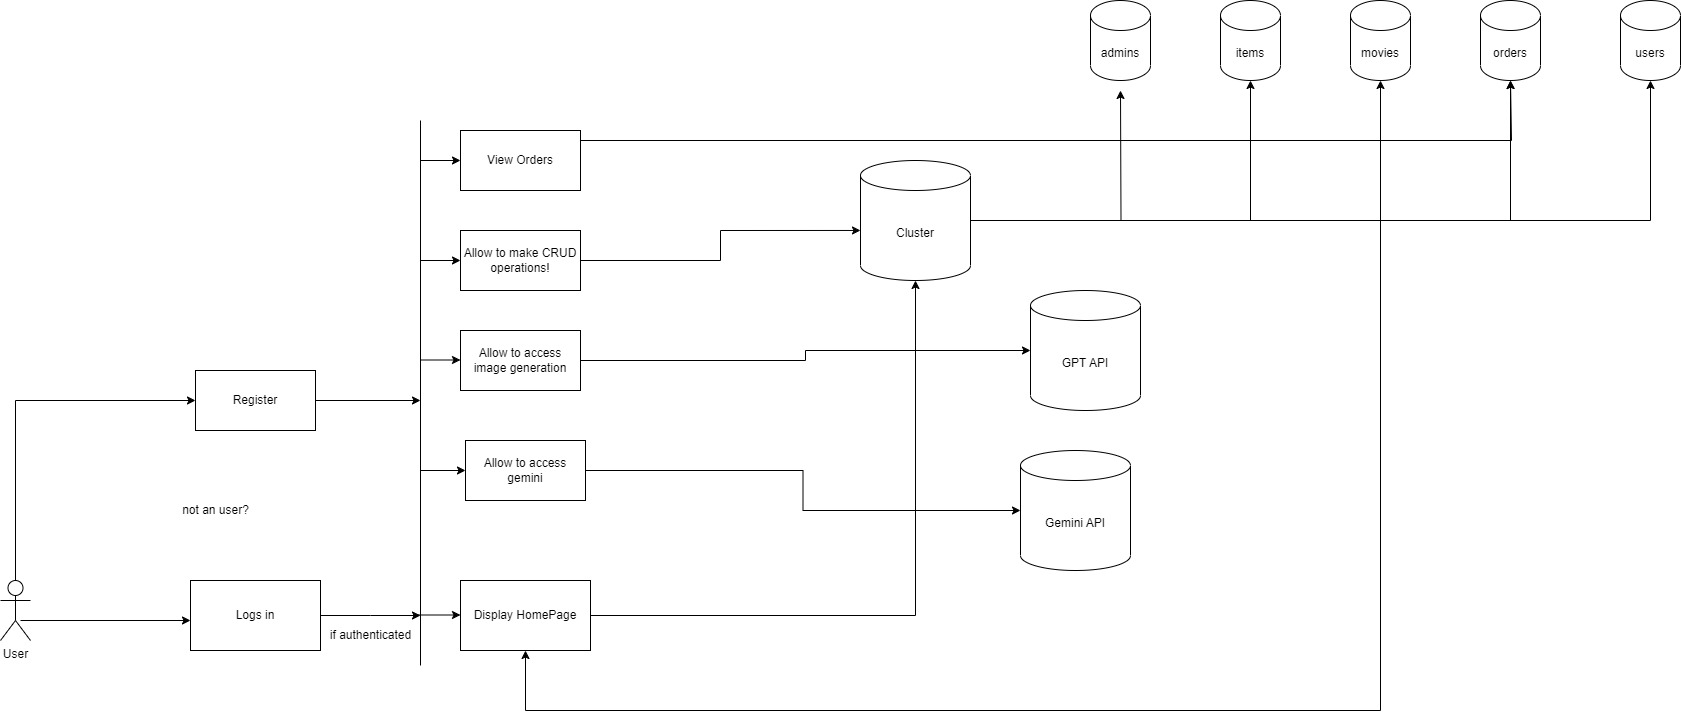 admins
items
movies
orders
users
View Orders
Cluster
Allow to make CRUD
operations!
Allow to access
image generation
GPT API
Register
Allow to access
gemini
not an user?
Gemini API
Logs in
if authenticated
Display HomePage
User